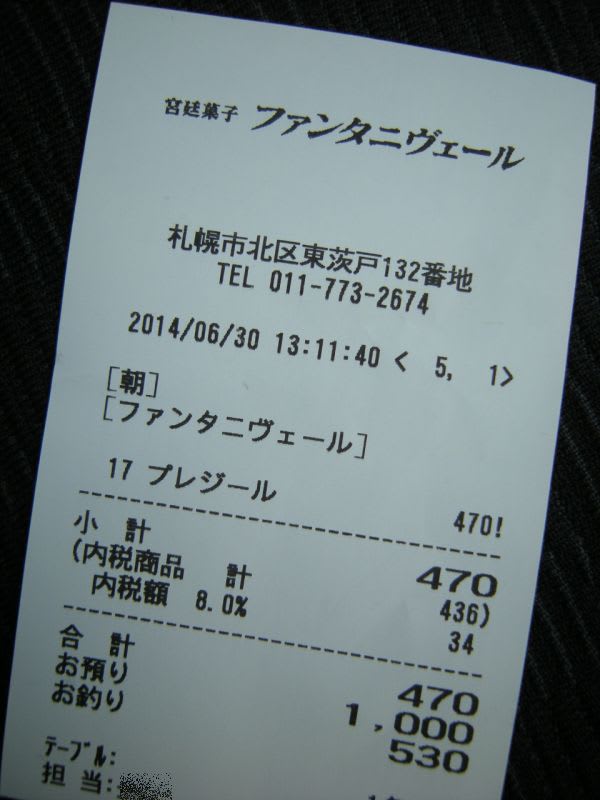 宮廷菓子 ファンタニヴェール
札幌市北区東茨戸132番地
TEL 011-773-2674
2014/06/30 13:11:40 < 5, 1>
[朝]
[ファンタニヴェール]
17 プレジール 470!
小 計 470
(内税商品 計 436)
内税額 8.0% 34
合 計 470
お預り 1,000
お釣り 530
ﾃｰﾌﾞﾙ:
担 当: